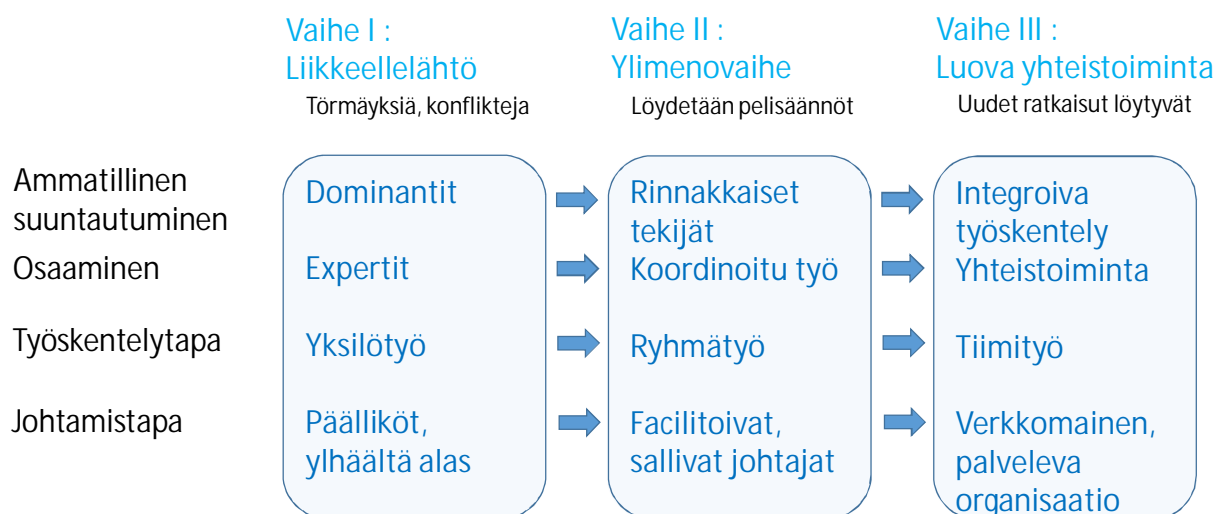 Vaihe I :
Liikkeellelähtö
Törmäyksiä, konflikteja
Vaihe II :
Ylimenovaihe
Löydetään pelisäännöt
Vaihe III :
Luova yhteistoiminta
Uudet ratkaisut löytyvät
Ammatillinen
suuntautuminen
Dominantit
Rinnakkaiset
tekijät
Integroiva
työskentely
Osaaminen
Expertit
Koordinoitu työ
Yhteistoiminta
Työskentelytapa
Yksilötyö
Ryhmätyö
Tiimityö
Johtamistapa
Päälliköt,
ylhäältä alas
Facilitoivat,
sallivat johtajat
Verkkomainen,
palveleva
organisaatio